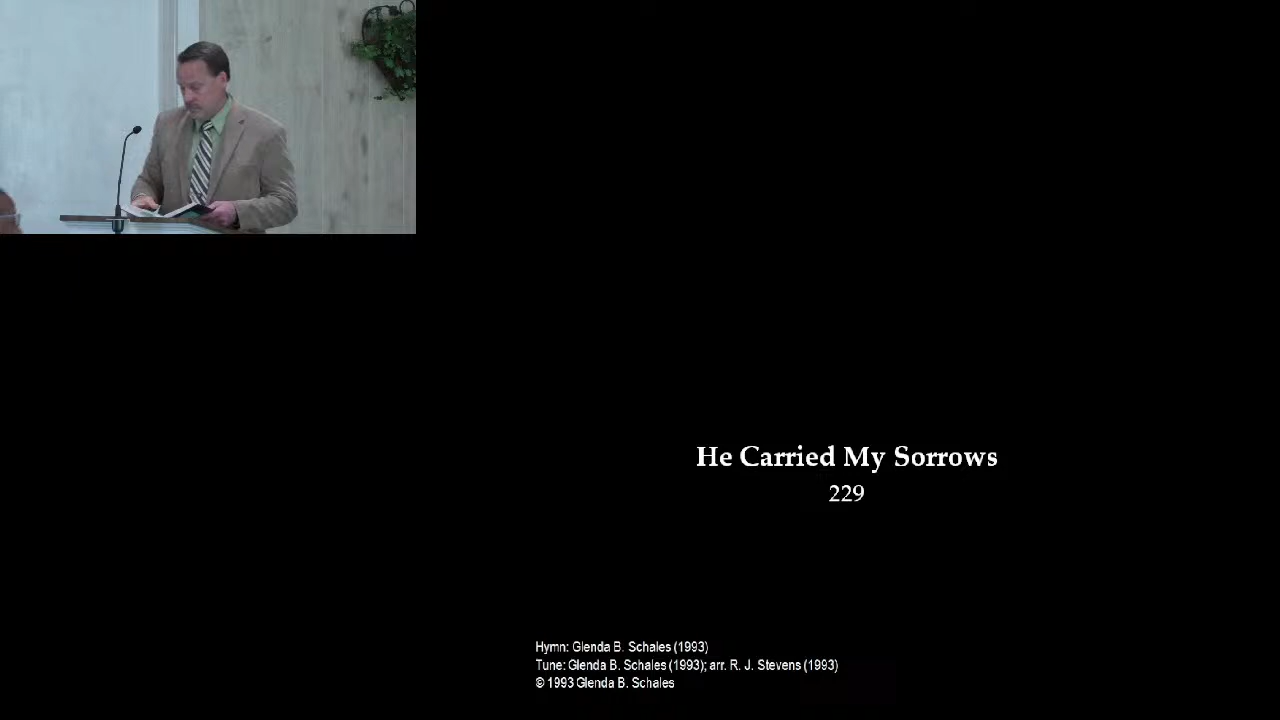 He Carried My Sorrows
229
Hymn: Glenda B. Schales (1993)
Tune: Glenda B. Schales (1993); arr. R. J. Stevens (1993)
© 1993 Glenda B. Schales